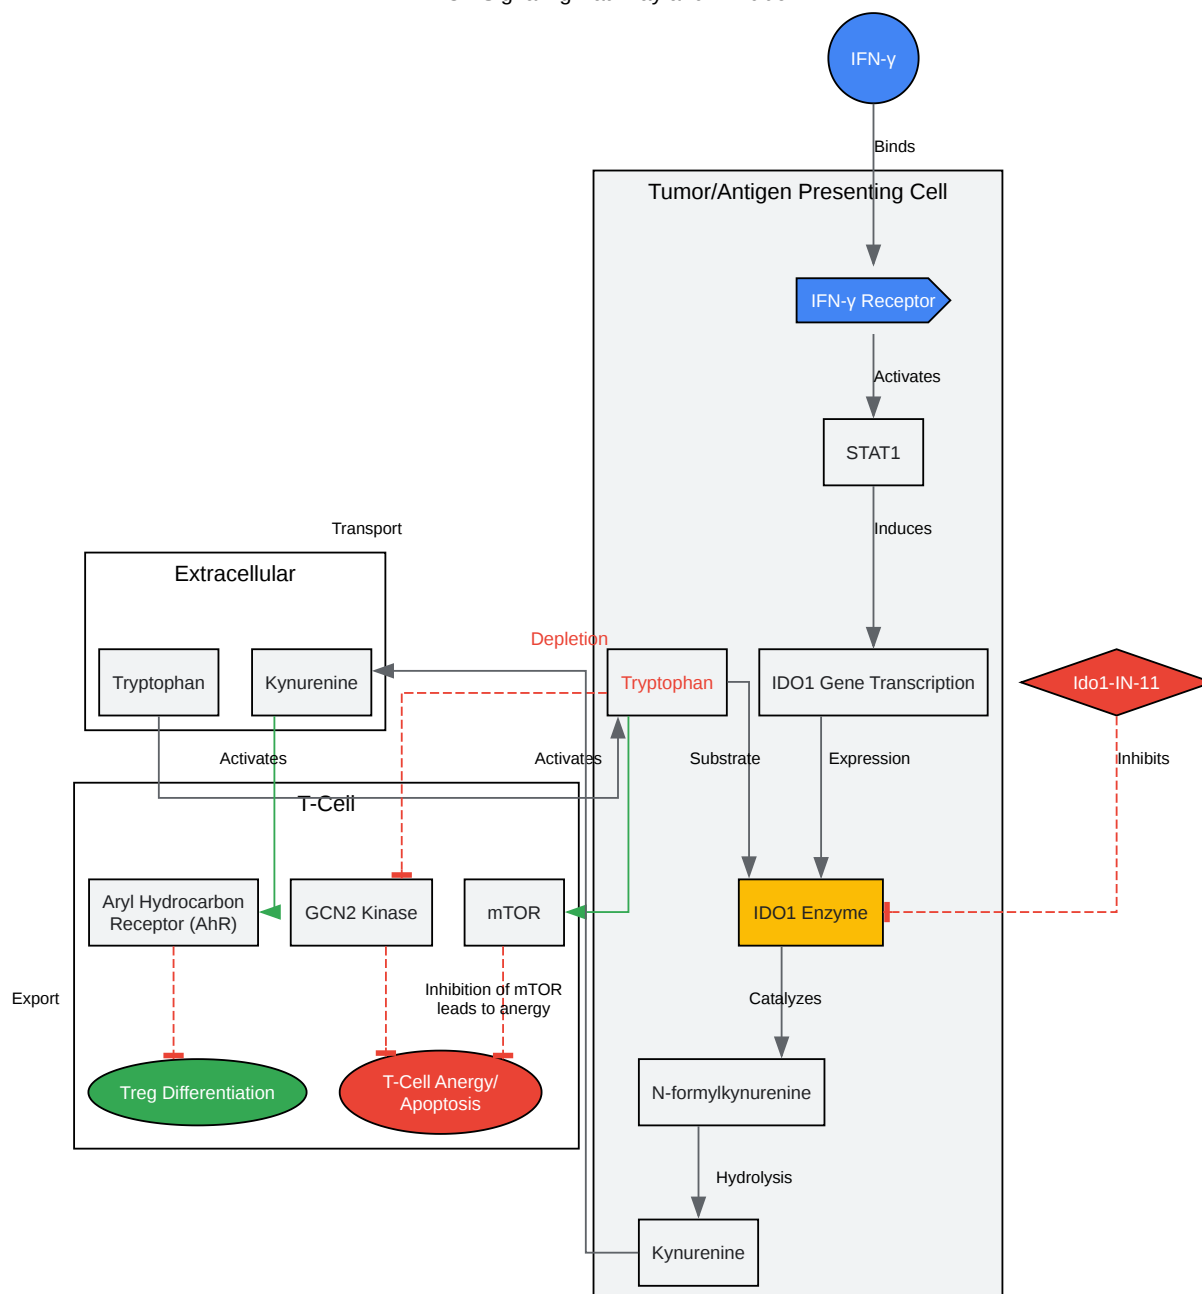 IFN-γ
Binds
Tumor/Antigen Presenting Cell
IFN-γ Receptor
Activates
STAT1
Transport
Induces
Extracellular
Depletion
Tryptophan
Kynurenine
Tryptophan
IDO1 Gene Transcription
Ido1-IN-11
Activates
Activates
Substrate
Expression
Inhibits
T-Cell
Aryl Hydrocarbon
Receptor (AhR)
GCN2 Kinase
mTOR
IDO1 Enzyme
Inhibition of mTOR
leads to anergy
Export
Catalyzes
Treg Differentiation
T-Cell Anergy/
Apoptosis
N-formylkynurenine
Hydrolysis
Kynurenine